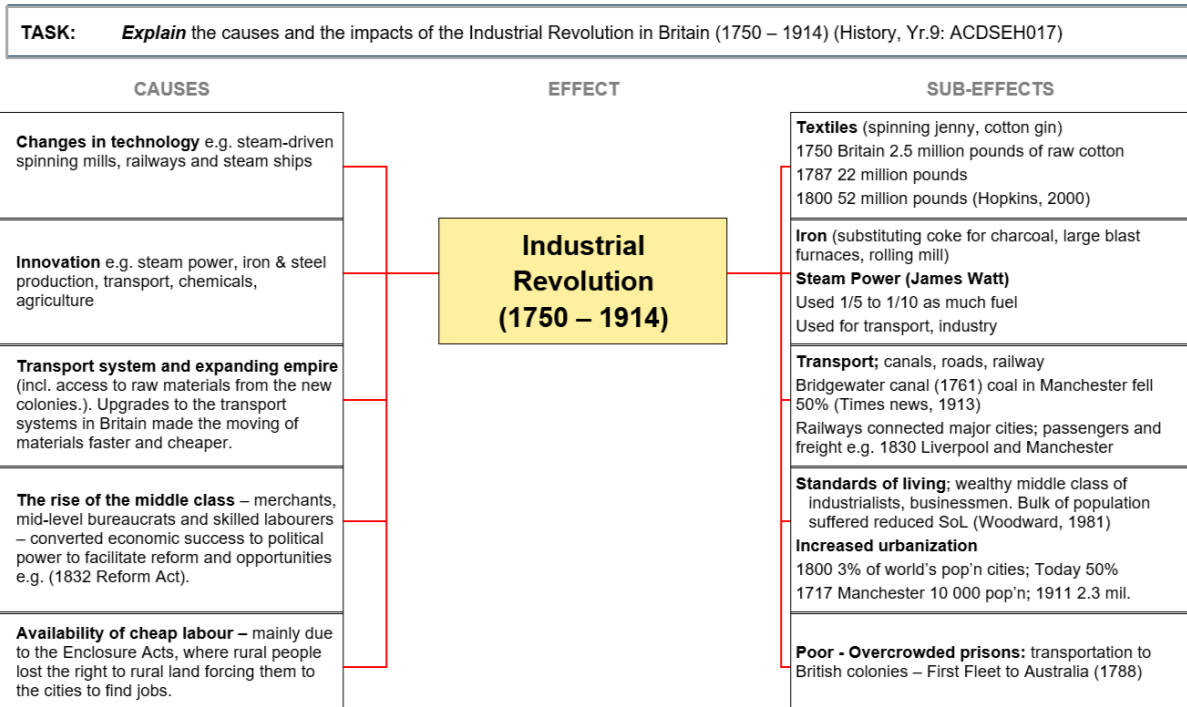 TASK: Explain the causes and the impacts of the Industrial Revolution in Britain (1750 – 1914) (History, Yr.9: ACDSEH017)
CAUSES
EFFECT
SUB-EFFECTS
Changes in technology e.g. steam-driven
spinning mills, railways and steam ships
Innovation e.g. steam power, iron & steel
production, transport, chemicals,
agriculture
Transport system and expanding empire
(incl. access to raw materials from the new
colonies.). Upgrades to the transport
systems in Britain made the moving of
materials faster and cheaper.
The rise of the middle class – merchants,
mid-level bureaucrats and skilled labourers
– converted economic success to political
power to facilitate reform and opportunities
e.g. (1832 Reform Act).
Availability of cheap labour – mainly due
to the Enclosure Acts, where rural people
lost the right to rural land forcing them to
the cities to find jobs.
Industrial
Revolution
(1750 – 1914)
Textiles (spinning jenny, cotton gin)
1750 Britain 2.5 million pounds of raw cotton
1787 22 million pounds
1800 52 million pounds (Hopkins, 2000)
Iron (substituting coke for charcoal, large blast
furnaces, rolling mill)
Steam Power (James Watt)
Used 1/5 to 1/10 as much fuel
Used for transport, industry
Transport; canals, roads, railway
Bridgewater canal (1761) coal in Manchester fell
50% (Times news, 1913)
Railways connected major cities; passengers and
freight e.g. 1830 Liverpool and Manchester
Standards of living; wealthy middle class of
industrialists, businessmen. Bulk of population
suffered reduced SoL (Woodward, 1981)
Increased urbanization
1800 3% of world's pop'n cities; Today 50%
1717 Manchester 10 000 pop'n; 1911 2.3 mil.
Poor - Overcrowded prisons: transportation to
British colonies – First Fleet to Australia (1788)